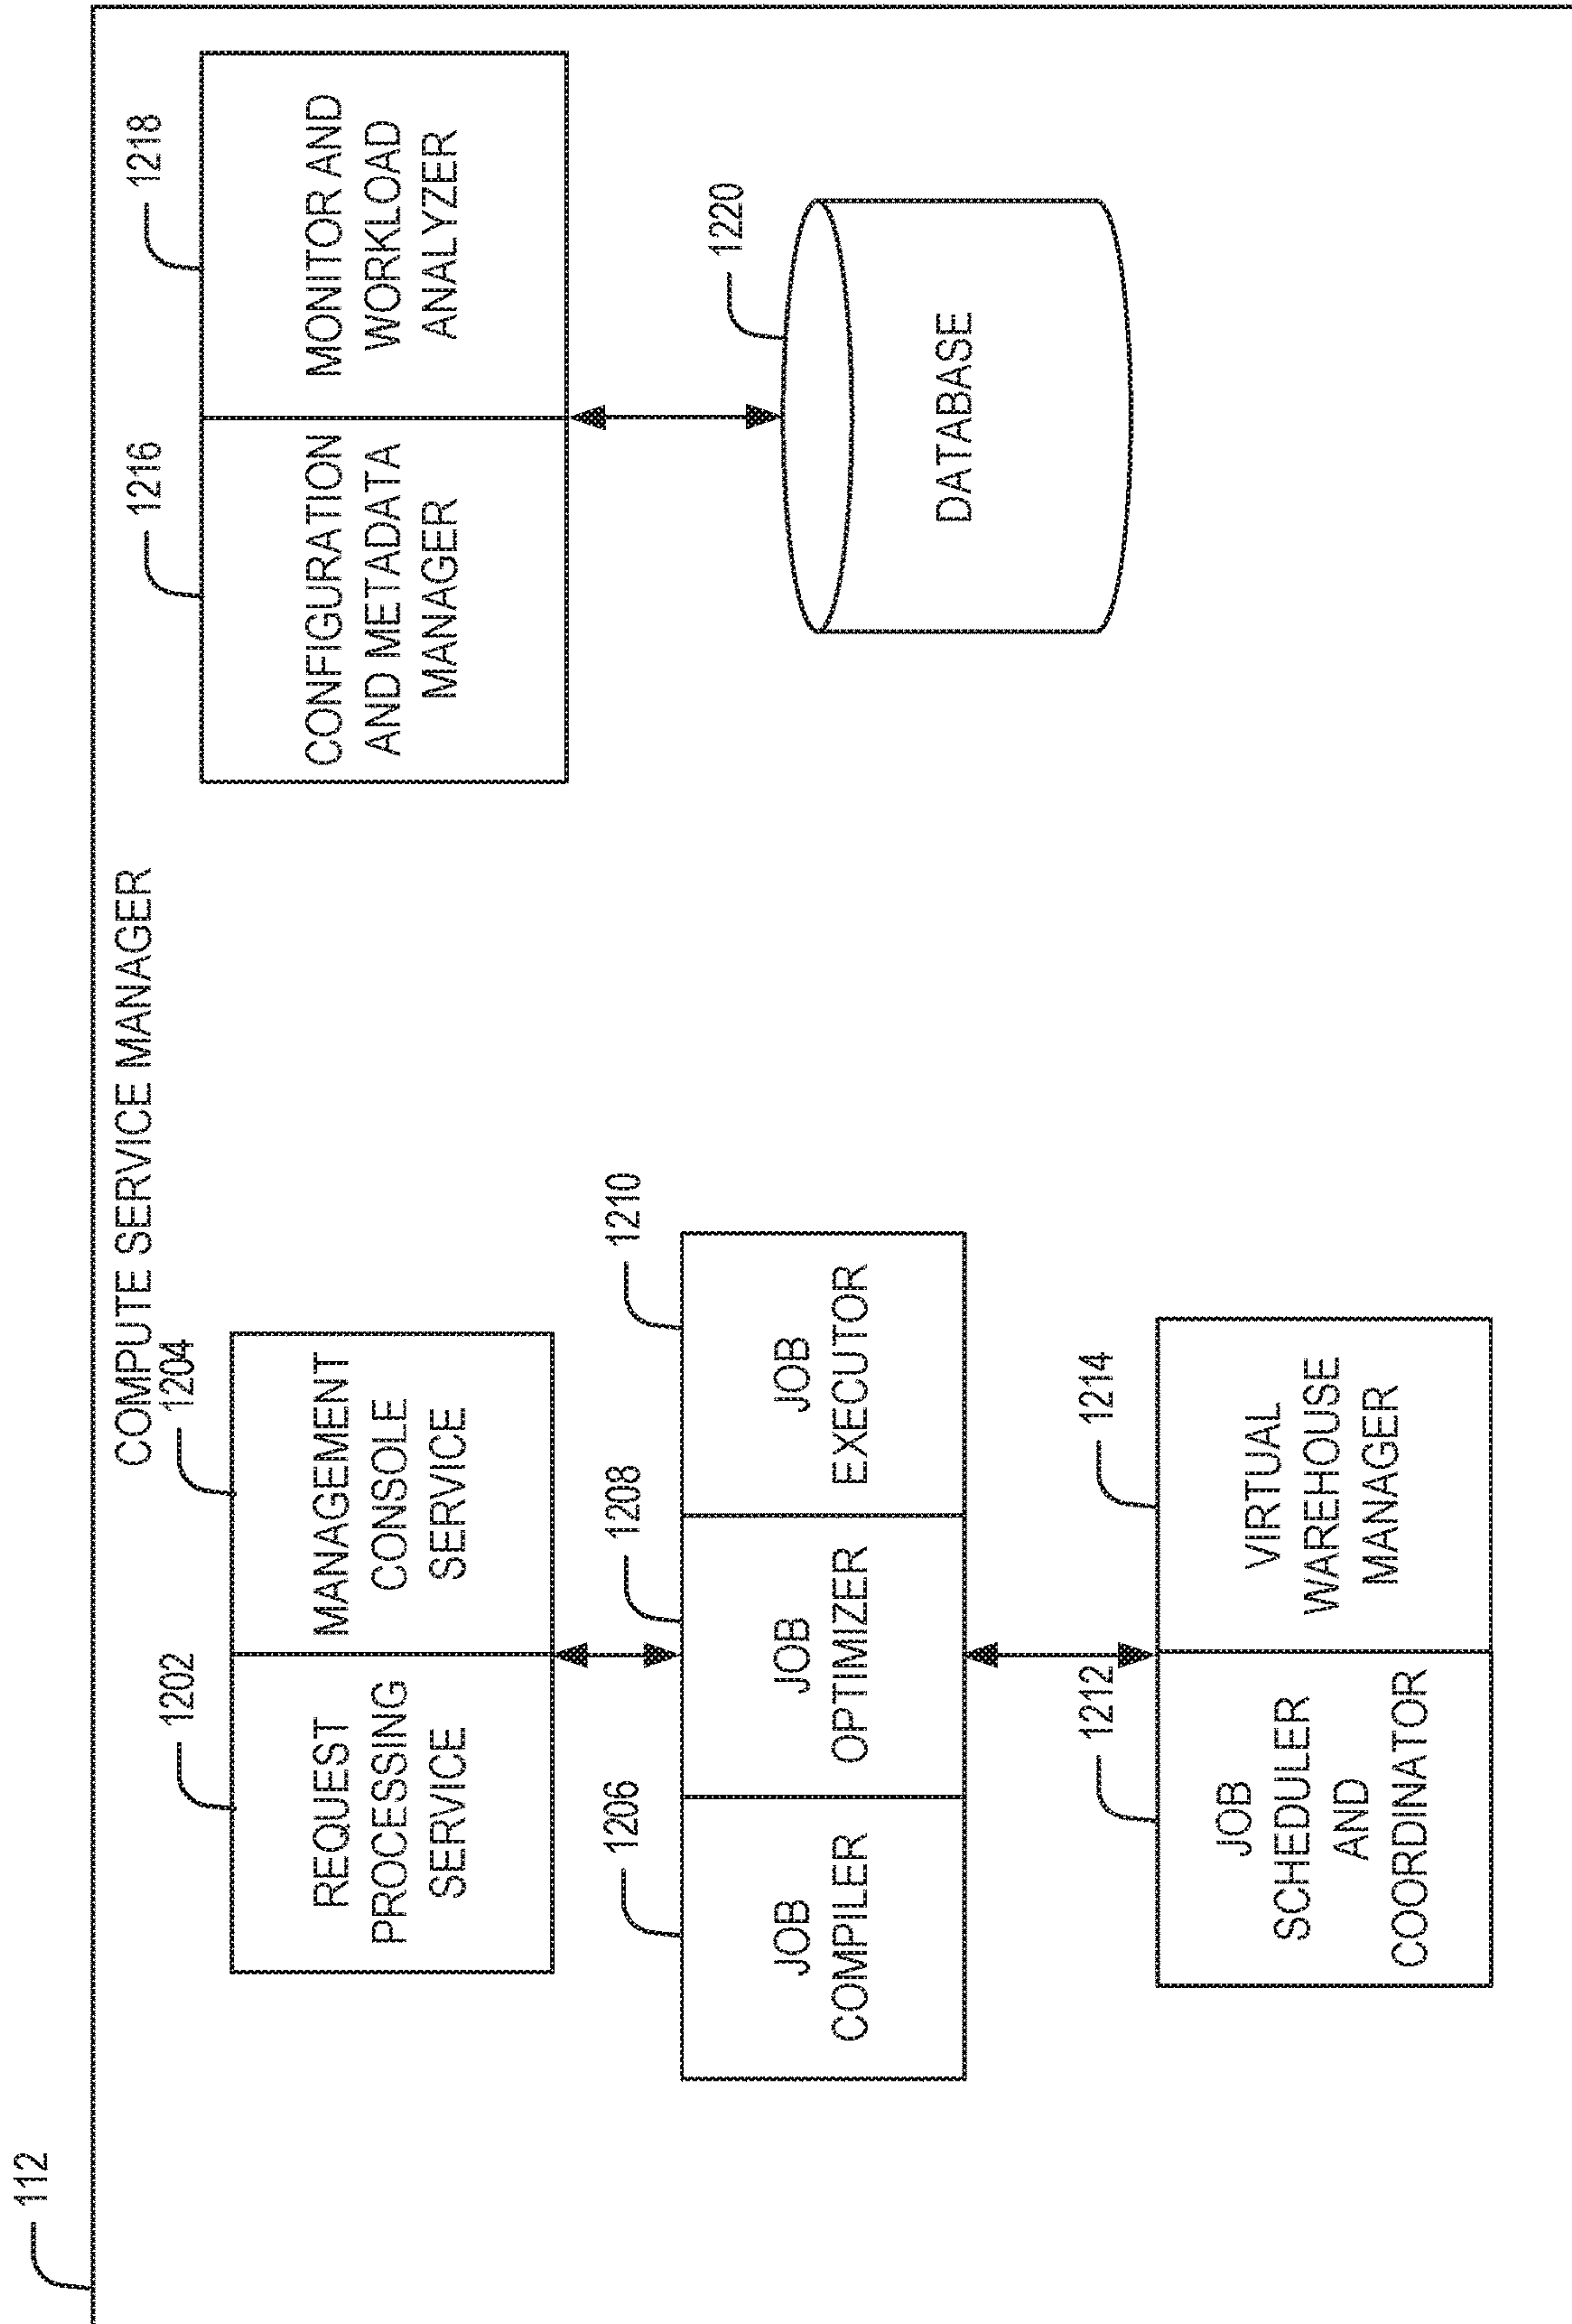 112
COMPUTE SERVICE MANAGER
1202
1204
REQUEST
PROCESSING
SERVICE
MANAGEMENT
CONSOLE
SERVICE
1206
1208
1210
JOB
COMPILER
JOB
OPTIMIZER
JOB
EXECUTOR
1212
1214
JOB
SCHEDULER
AND
COORDINATOR
VIRTUAL
WAREHOUSE
MANAGER
1216
1218
CONFIGURATION
AND METADATA
MANAGER
MONITOR AND
WORKLOAD
ANALYZER
1220
DATABASE